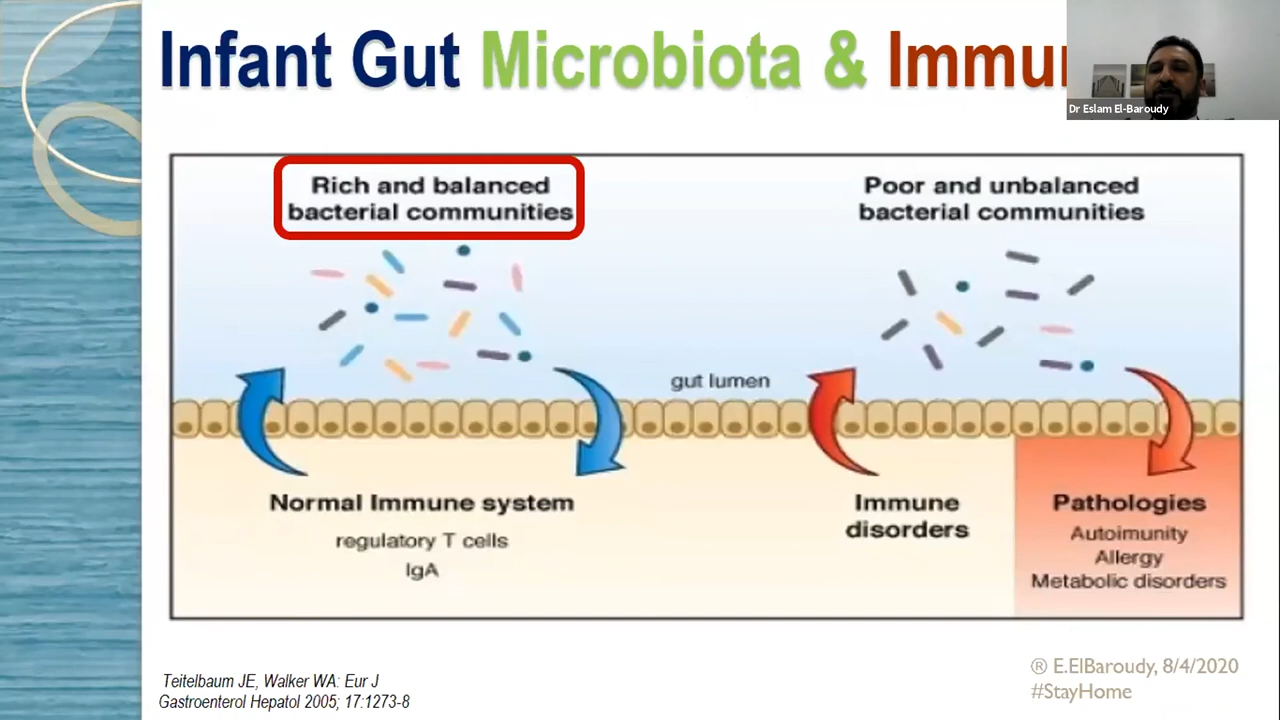 Infant Gut Microbiota & Immu
Dr Eslam El-Baroudy
Rich and balanced
bacterial communities
Poor and unbalanced
bacterial communities
gut lumen
Normal Immune system
regulatory T cells
IgA
Immune
disorders
Pathologies
Autoimunity
Allergy
Metabolic disorders
Teitelbaum JE, Walker WA: Eur J
Gastroenterol Hepatol 2005; 17:1273-8
® E.ElBaroudy, 8/4/2020
#StayHome